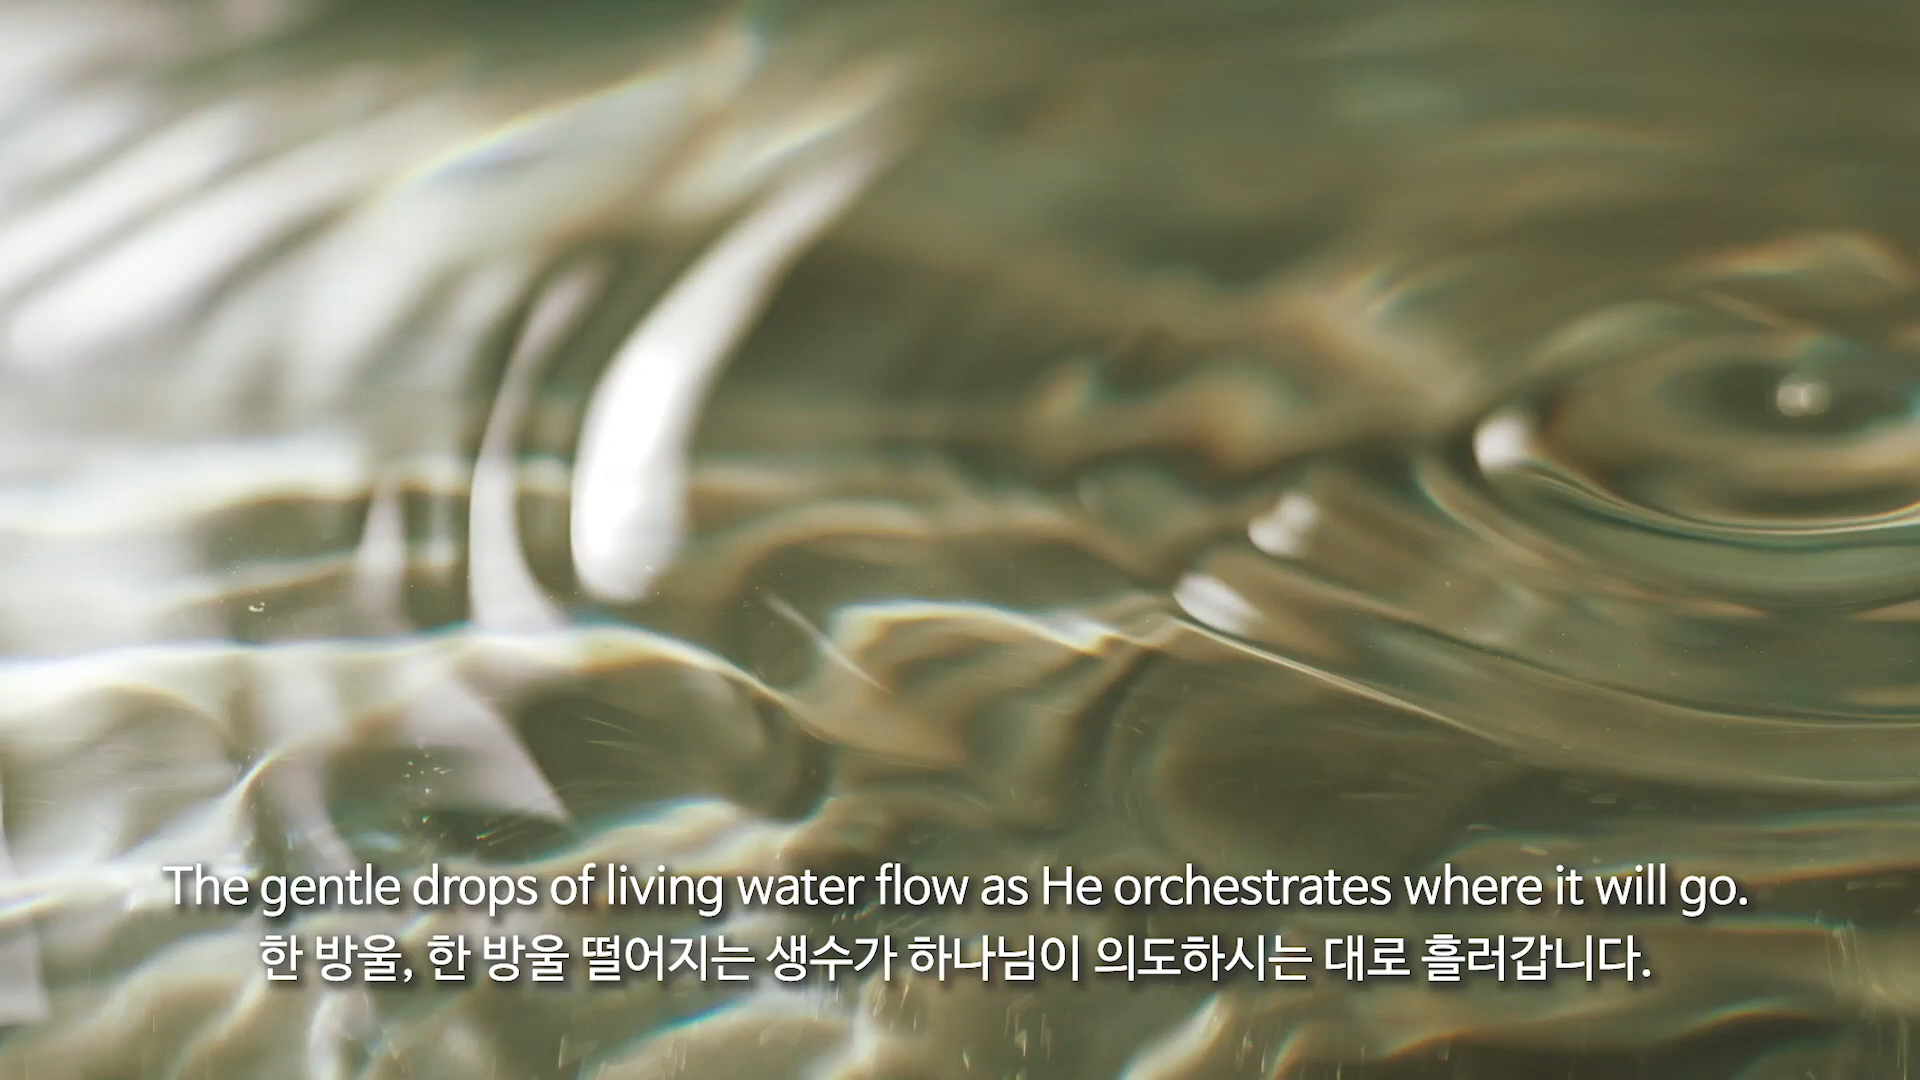 The gentle drops of living water flow as He orchestrates where it will go.
한 방울, 한 방울 떨어지는 생수가 하나님이 의도하시는 대로 흘러갑니다.